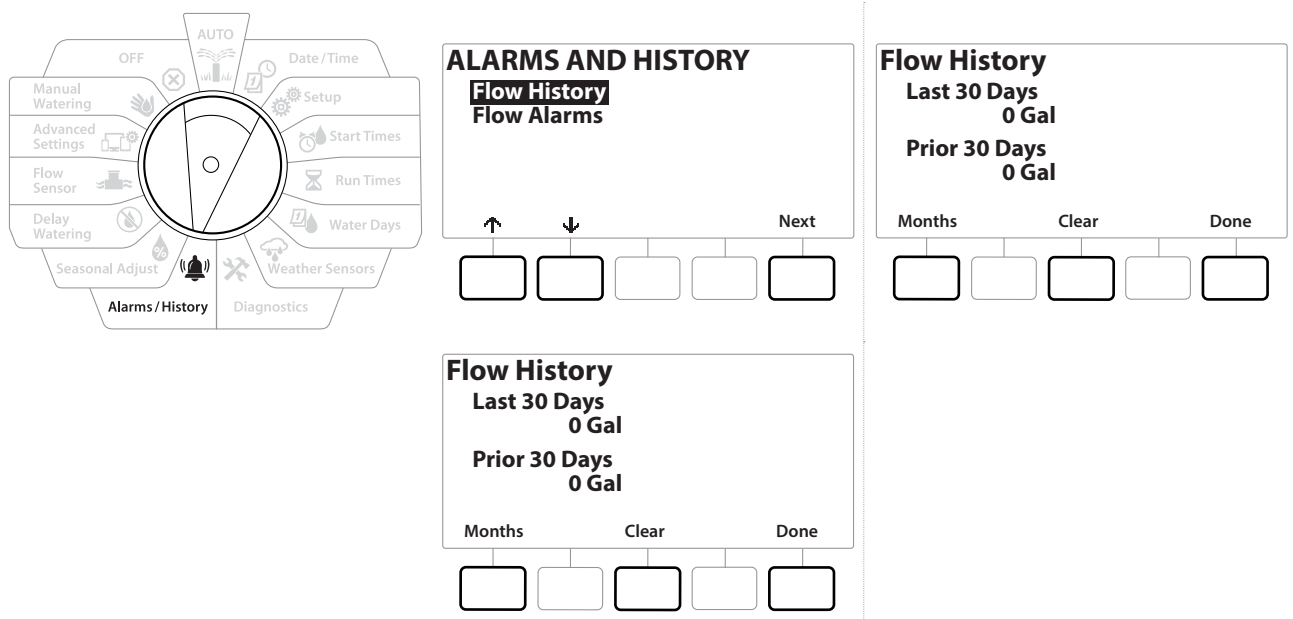 AUTO
OFF
Date/Time
Manual
Watering
Setup
Advanced
Settings
Start Times
Flow
Sensor
Run Times
Delay
Watering
Water Days
Seasonal Adjust
Weather Sensors
Alarms/History
Diagnostics
ALARMS AND HISTORY
Flow History
Flow Alarms
↑ ↓ Next
Flow History
Last 30 Days
0 Gal
Prior 30 Days
0 Gal
Months Clear Done
Flow History
Last 30 Days
0 Gal
Prior 30 Days
0 Gal
Months Clear Done